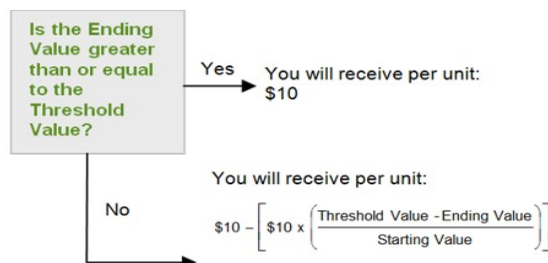 Is the Ending
Value greater
than or equal
to the
Threshold
Value?
Yes
You will receive per unit:
$10
No
You will receive per unit:
$10 – [$10 x (Threshold Value - Ending Value
Starting Value)]